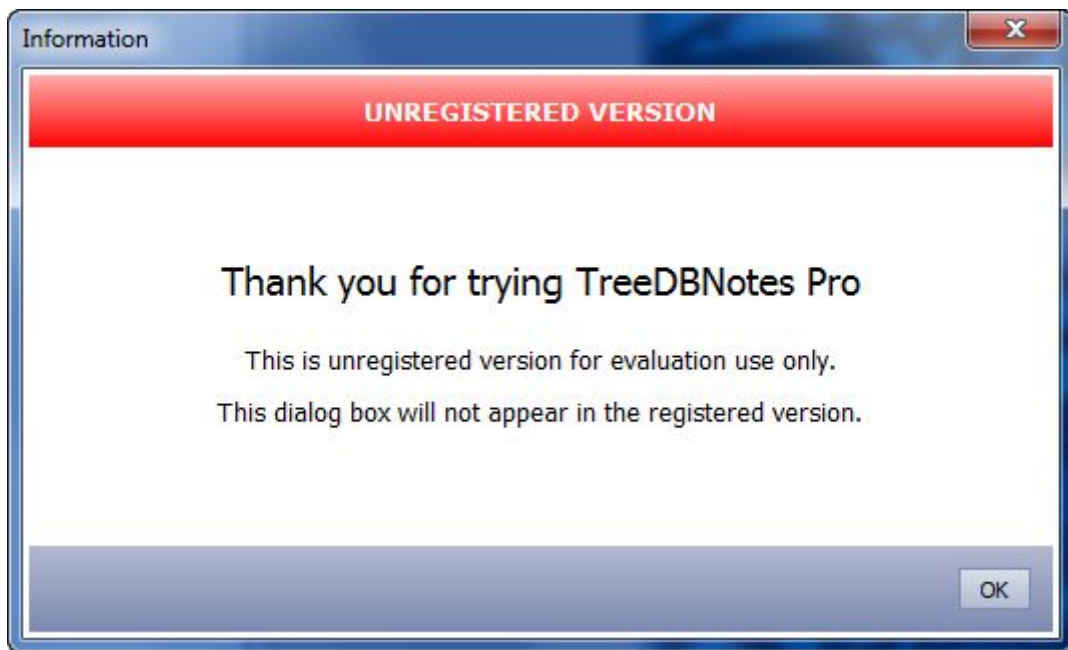 Information
UNREGISTERED VERSION
Thank you for trying TreeDBNotes Pro
This is unregistered version for evaluation use only.
This dialog box will not appear in the registered version.
OK